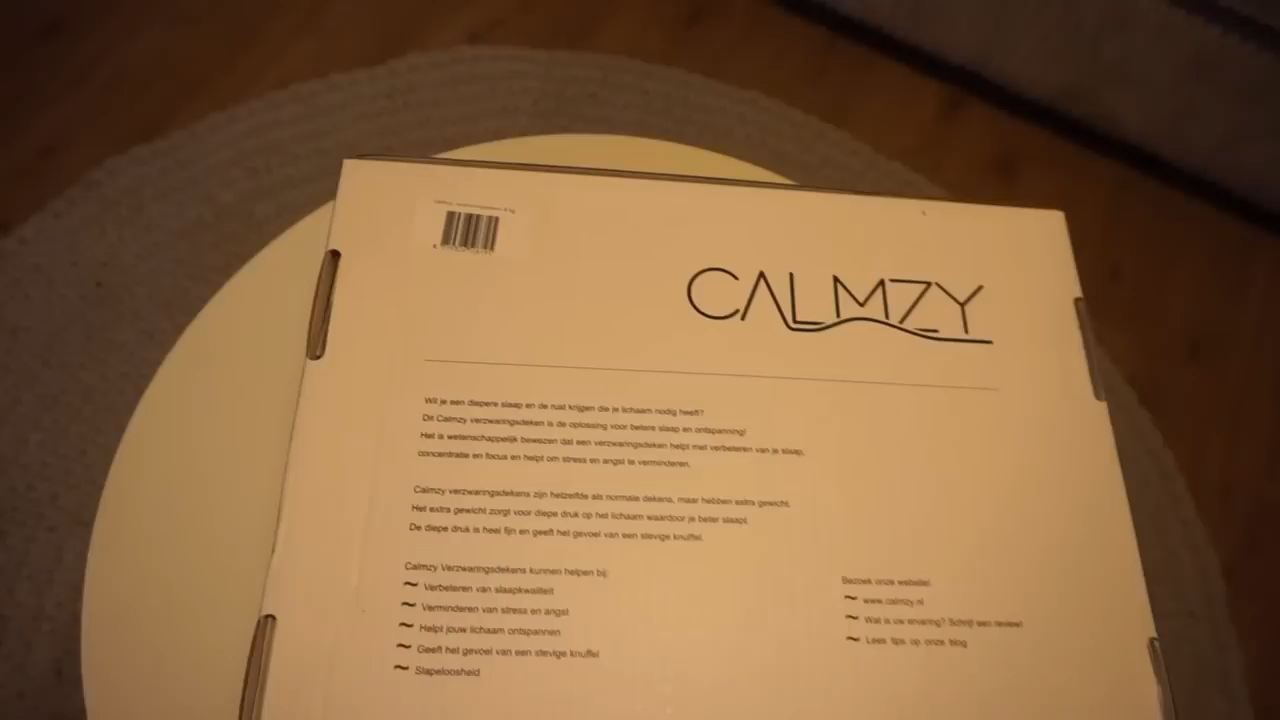 CALMZY
Wil je een diepere slaap en de rust krijgen die je lichaam nodig heeft?
Dit Calmzy verzwaringsdeken is de oplossing voor betere slaap en ontspanning!
Het is wetenschappelijk bewezen dat een verzwaringsdeken helpt met verbeteren van je slaap,
concentratie en focus en helpt om stress en angst te verminderen.
Calmzy verzwaringsdekens zijn hetzelfde als normale dekens, maar hebben extra gewicht.
Het extra gewicht zorgt voor diepe druk op het lichaam waardoor je beter slaapt.
De diepe druk is heel fijn en geeft het gevoel van een stevige knuffel.
Calmzy Verzwaringsdekens kunnen helpen bij:
~ Verbeteren van slaapkwaliteit
~ Verminderen van stress en angst
~ Helpt jouw lichaam ontspannen
~ Geeft het gevoel van een stevige knuffel
~ Slapeloosheid
Bezoek onze website!
~ www.calmzy.nl
~ Wat is uw ervaring? Schrijf een review!
~ Lees tips op onze blog